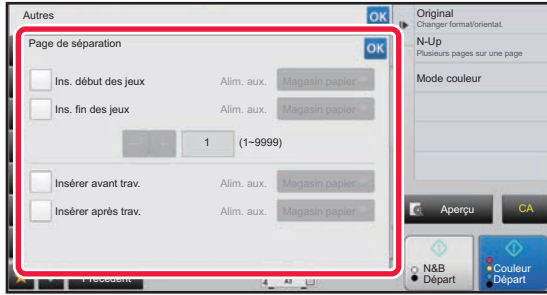 Autres
OK
Page de séparation
OK
Ins. début des jeux
Alim. aux.
Magasin papier
Ins. fin des jeux
Alim. aux.
Magasin papier
1
(1~9999)
Insérer avant trav.
Alim. aux.
Magasin papier
Insérer après trav.
Alim. aux.
Magasin papier
Précédent
A3
Original
Changer format/orientat.
N-Up
Plusieurs pages sur une page
Mode couleur
Aperçu
CA
N&B
Départ
Couleur
Départ